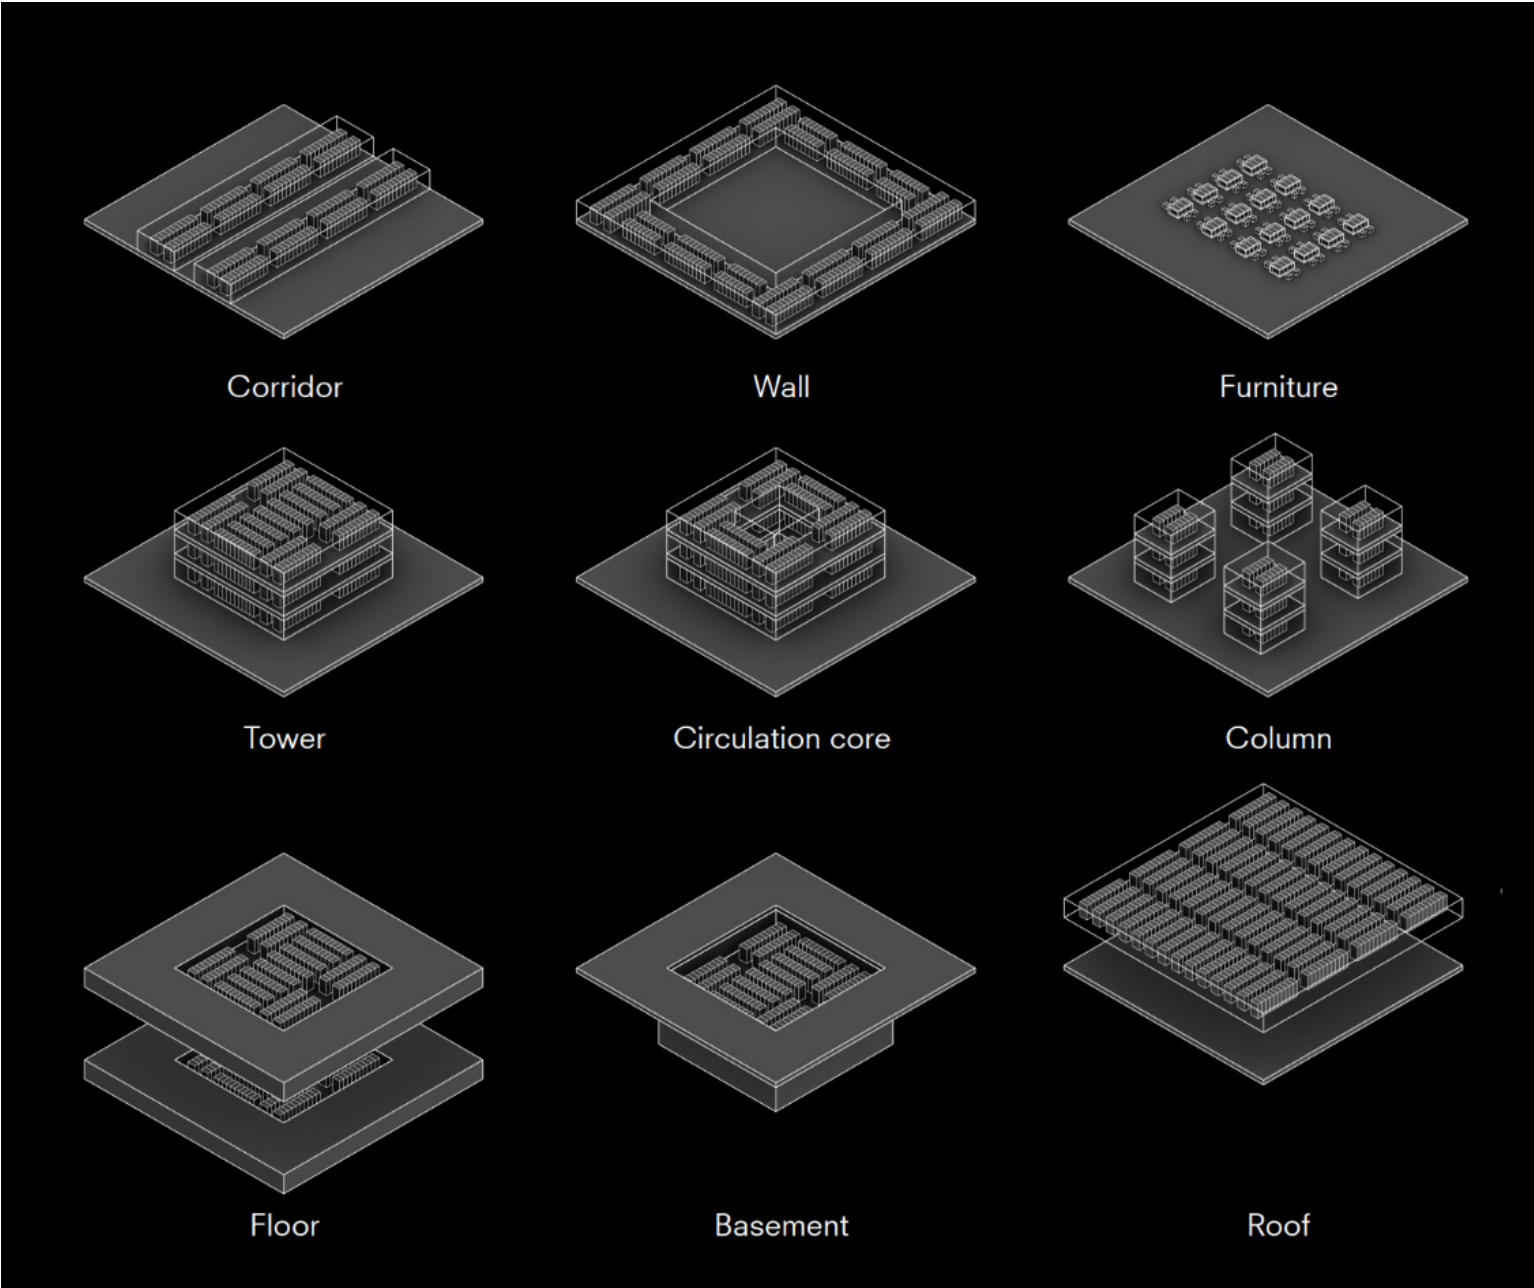 Corridor
Wall
Furniture
Tower
Circulation core
Column
Floor
Basement
Roof